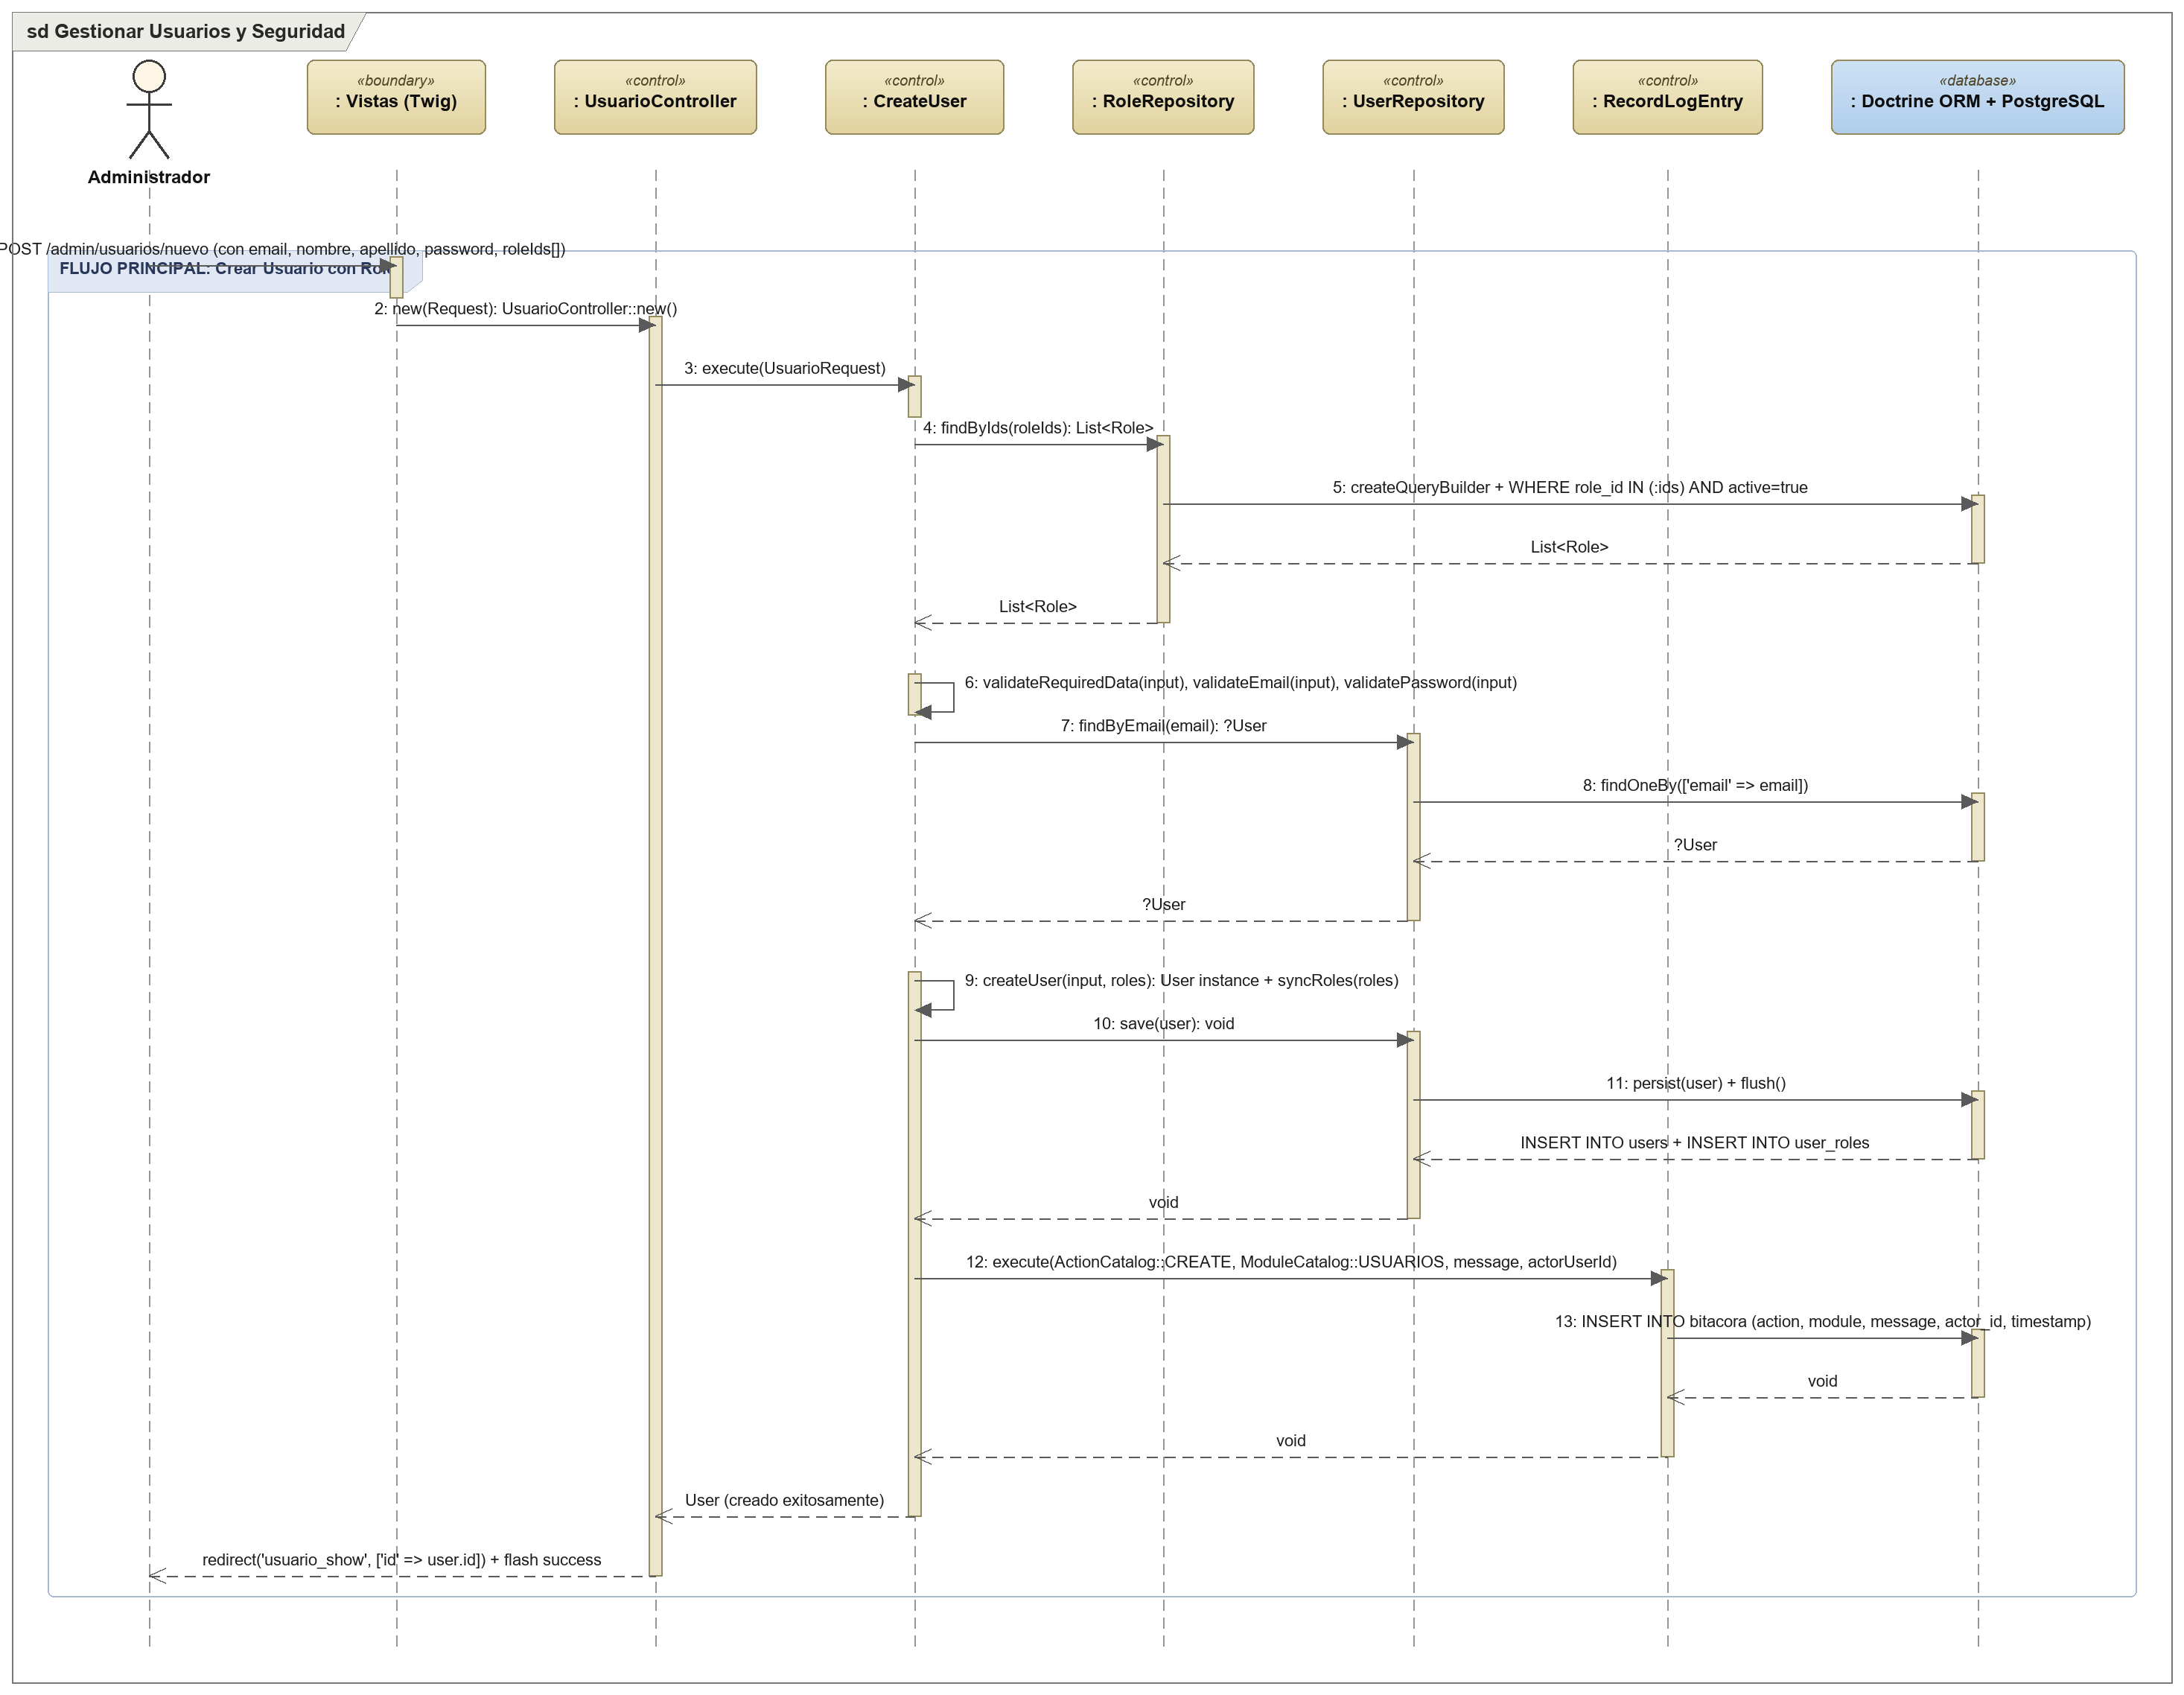 sd Gestionar Usuarios y Seguridad
Administrador
«boundary»
: Vistas (Twig)
«control»
: UsuarioController
«control»
: CreateUser
«control»
: RoleRepository
«control»
: UserRepository
«control»
: RecordLogEntry
«database»
: Doctrine ORM + PostgreSQL
POST /admin/usuarios/nuevo (con email, nombre, apellido, password, roleIds[])
FLUJO PRINCIPAL: Crear Usuario con
2: new(Request): UsuarioController::new()
3: execute(UsuarioRequest)
4: findByIds(roleIds): List<Role>
5: createQueryBuilder + WHERE role_id IN (:ids) AND active=true
List<Role>
List<Role>
6: validateRequiredData(input), validateEmail(input), validatePassword(input)
7: findByEmail(email): ?User
8: findOneBy(['email' => email])
?User
?User
9: createUser(input, roles): User instance + syncRoles(roles)
10: save(user): void
11: persist(user) + flush()
INSERT INTO users + INSERT INTO user_roles
void
12: execute(ActionCatalog::CREATE, ModuleCatalog::USUARIOS, message, actorUserId)
13: INSERT INTO bitacora (action, module, message, actor_id, timestamp)
void
void
User (creado exitosamente)
redirect('usuario_show', ['id' => user.id]) + flash success